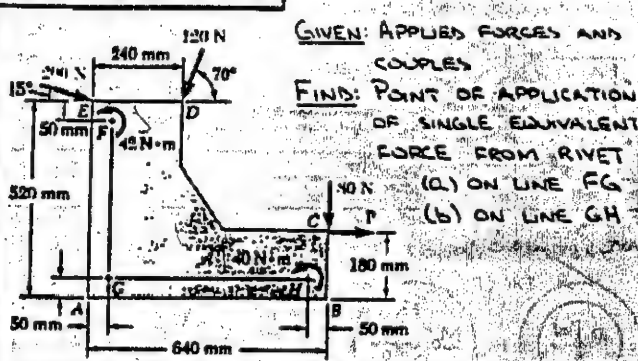 GIVEN: APPLIED FORCES AND
COUPLES
FIND: POINT OF APPLICATION
OF SINGLE EQUIVALENT
FORCE FROM RIVET
(a) ON LINE FG
(b) ON LINE GH
120 N
240 mm
70°
200 N
15°
E
D
50 mm
F
42 N·m
520 mm
80 N
C
P
40 N·m
180 mm
G
H
A
B
50 mm
50 mm
640 mm